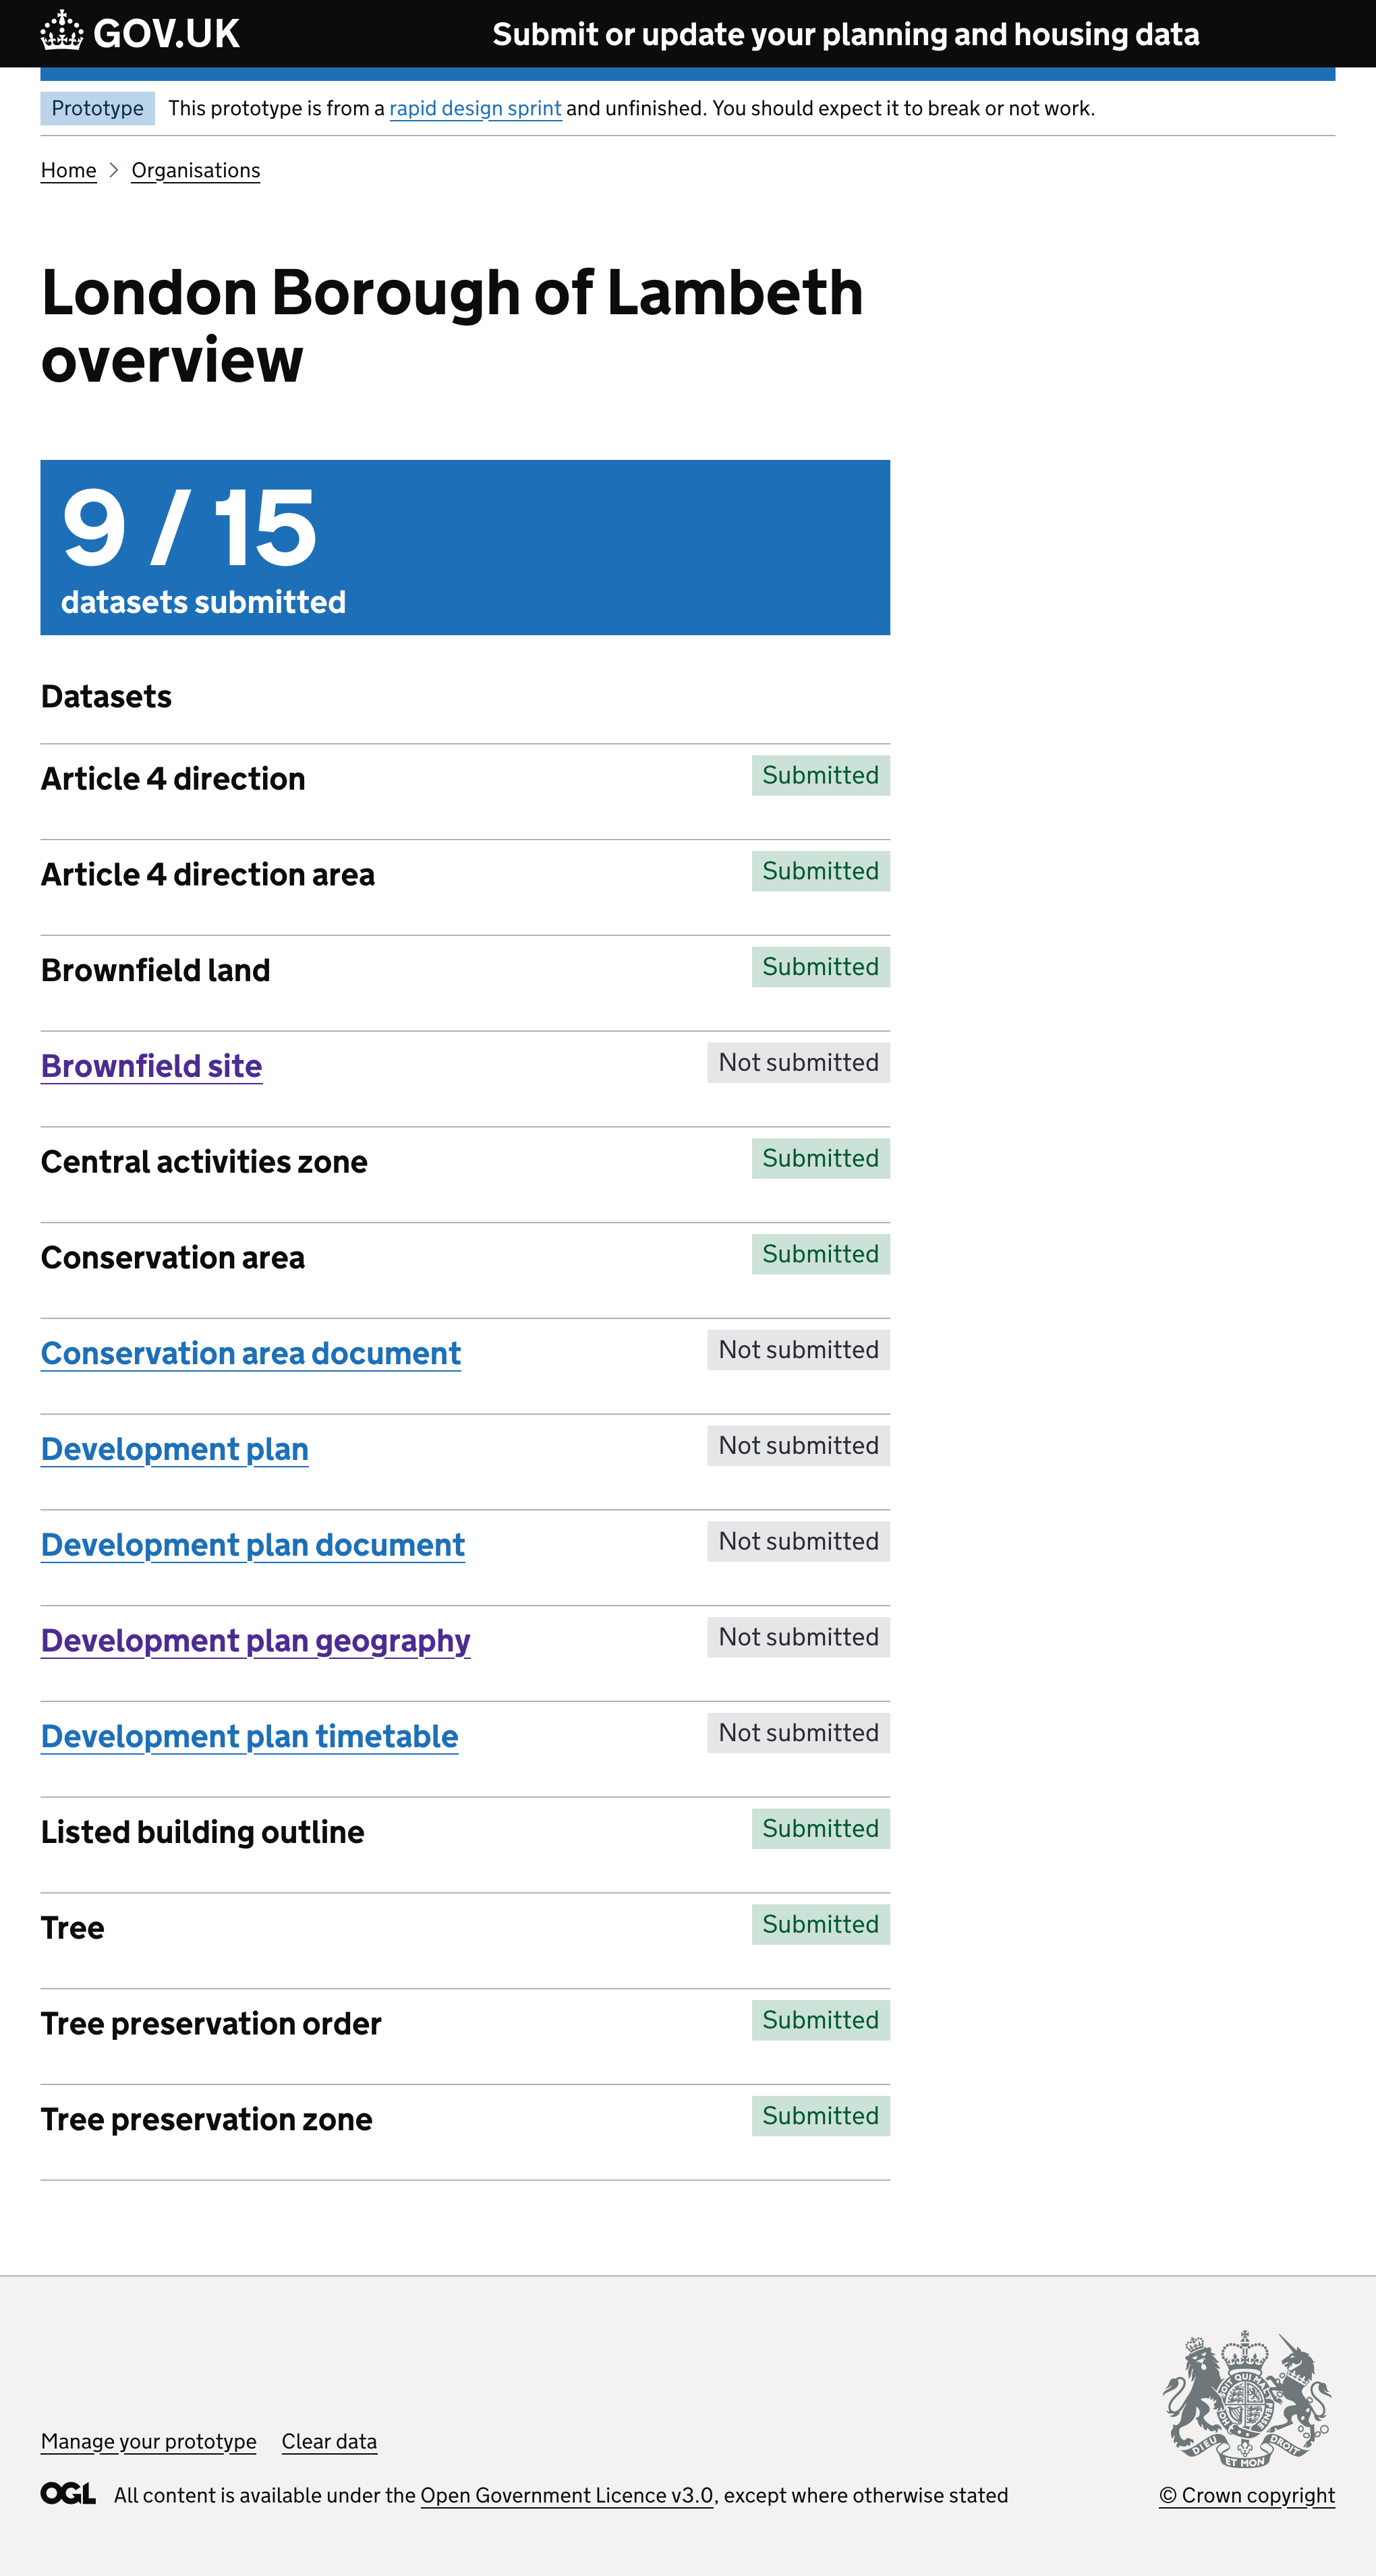 GOV.UK
Submit or update your planning and housing data
Prototype This prototype is from a rapid design sprint and unfinished. You should expect it to break or not work.
Home > Organisations
London Borough of Lambeth
overview
9 / 15
datasets submitted
Datasets
Article 4 direction Submitted
Article 4 direction area Submitted
Brownfield land Submitted
Brownfield site Not submitted
Central activities zone Submitted
Conservation area Submitted
Conservation area document Not submitted
Development plan Not submitted
Development plan document Not submitted
Development plan geography Not submitted
Development plan timetable Not submitted
Listed building outline Submitted
Tree Submitted
Tree preservation order Submitted
Tree preservation zone Submitted
DIEU ET MON DROIT
Manage your prototype Clear data
OGL All content is available under the Open Government Licence v3.0, except where otherwise stated
© Crown copyright